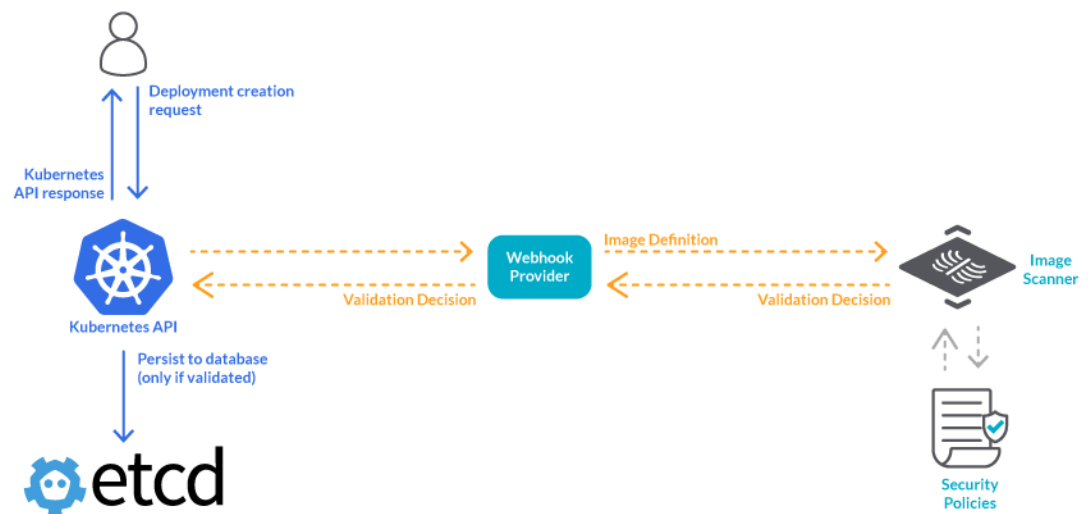 Deployment creation
request
Kubernetes
API response
Image Definition
Webhook
Provider
Image
Scanner
Validation Decision
Validation Decision
Kubernetes API
Persist to database
(only if validated)
etcd
Security
Policies